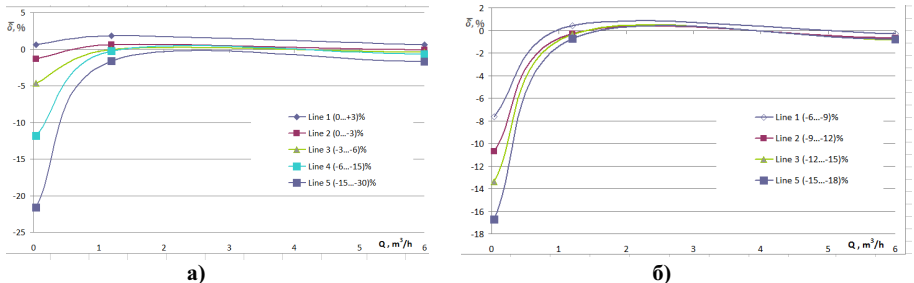 δ̄, %
5
0
-5
-10
-15
-20
-25
0 1 2 3 4 5 6
Q , m³/h
Line 1 (0...+3)%
Line 2 (0...-3)%
Line 3 (-3...-6)%
Line 4 (-6...-15)%
Line 5 (-15...-30)%
а)
δ̄, %
2
0
-2
-4
-6
-8
-10
-12
-14
-16
-18
0 1 2 3 4 5 6
Q , m³/h
Line 1 (-6...-9)%
Line 2 (-9...-12)%
Line 3 (-12...-15)%
Line 5 (-15...-18)%
б)